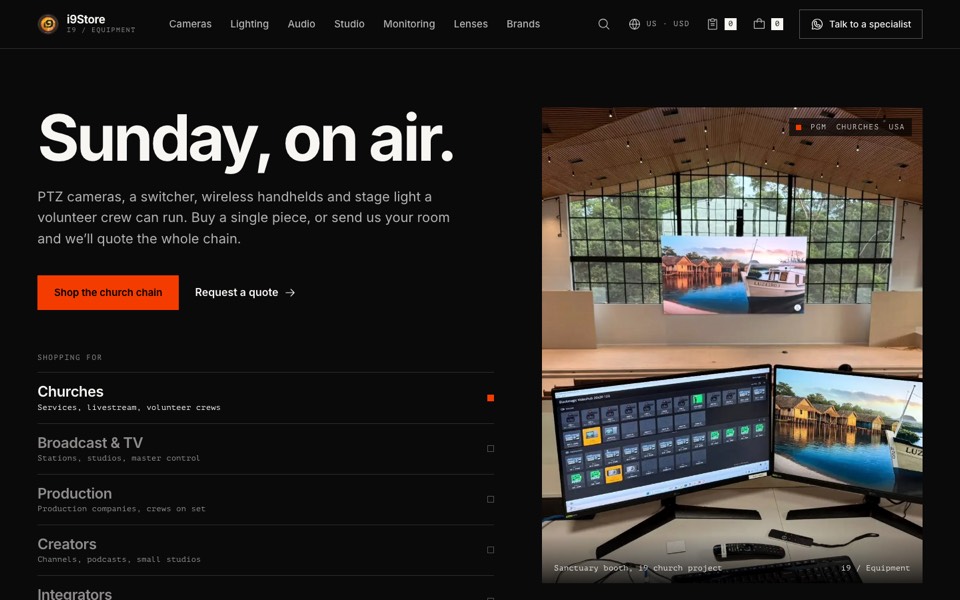 i9Store
I9 / EQUIPMENT
Cameras
Lighting
Audio
Studio
Monitoring
Lenses
Brands
US · USD
0
0
Talk to a specialist
Sunday, on air.
PTZ cameras, a switcher, wireless handhelds and stage light a
volunteer crew can run. Buy a single piece, or send us your room
and we’ll quote the whole chain.
Shop the church chain
Request a quote →
SHOPPING FOR
Churches
Services, livestream, volunteer crews
Broadcast & TV
Stations, studios, master control
Production
Production companies, crews on set
Creators
Channels, podcasts, small studios
Integrators
PGM CHURCHES USA
Sanctuary booth, i9 church project
i9 / Equipment